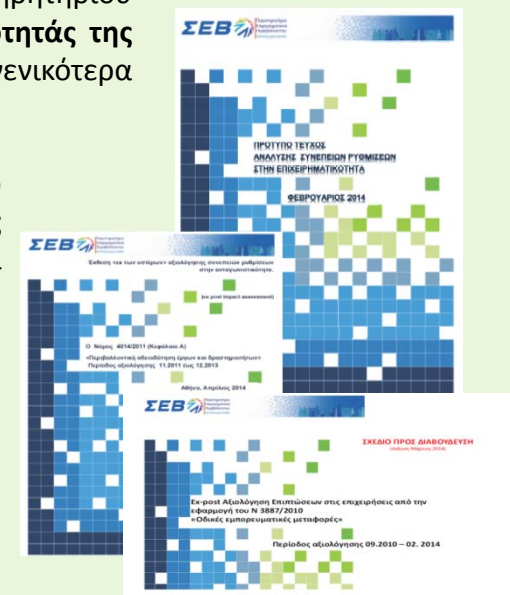 ότητάς της
γενικότερα
ΣΕΒ
ΠΡΟΤΥΠΟ ΤΕΥΧΟΣ
ΑΝΑΛΥΣΗΣ ΣΥΝΕΠΕΙΩΝ ΡΥΘΜΙΣΕΩΝ
ΣΤΗΝ ΕΠΙΧΕΙΡΗΜΑΤΙΚΟΤΗΤΑ
ΦΕΒΡΟΥΑΡΙΟΣ 2014
ΣΕΒ
Έκθεση «εκ των υστέρων» αξιολόγησης συνεπειών ρυθμίσεων
στην ανταγωνιστικότητα.
(ex post impact assessment)
Ο Νόμος 4014/2011 (Κεφάλαιο Α)
«Περιβαλλοντική αδειοδότηση έργων και δραστηριοτήτων»
Περίοδος αξιολόγησης 11.2011 έως 12.2013
Αθήνα, Απρίλιος 2014
ΣΕΒ
ΣΧΕΔΙΟ ΠΡΟΣ ΔΙΑΒΟΥΛΕΥΣΗ
Ex-post Αξιολόγηση Επιπτώσεων στις επιχειρήσεις από την
εφαρμογή του Ν 3887/2010
«Οδικές εμπορευματικές μεταφορές»
Περίοδος αξιολόγησης 09.2010 – 02. 2014